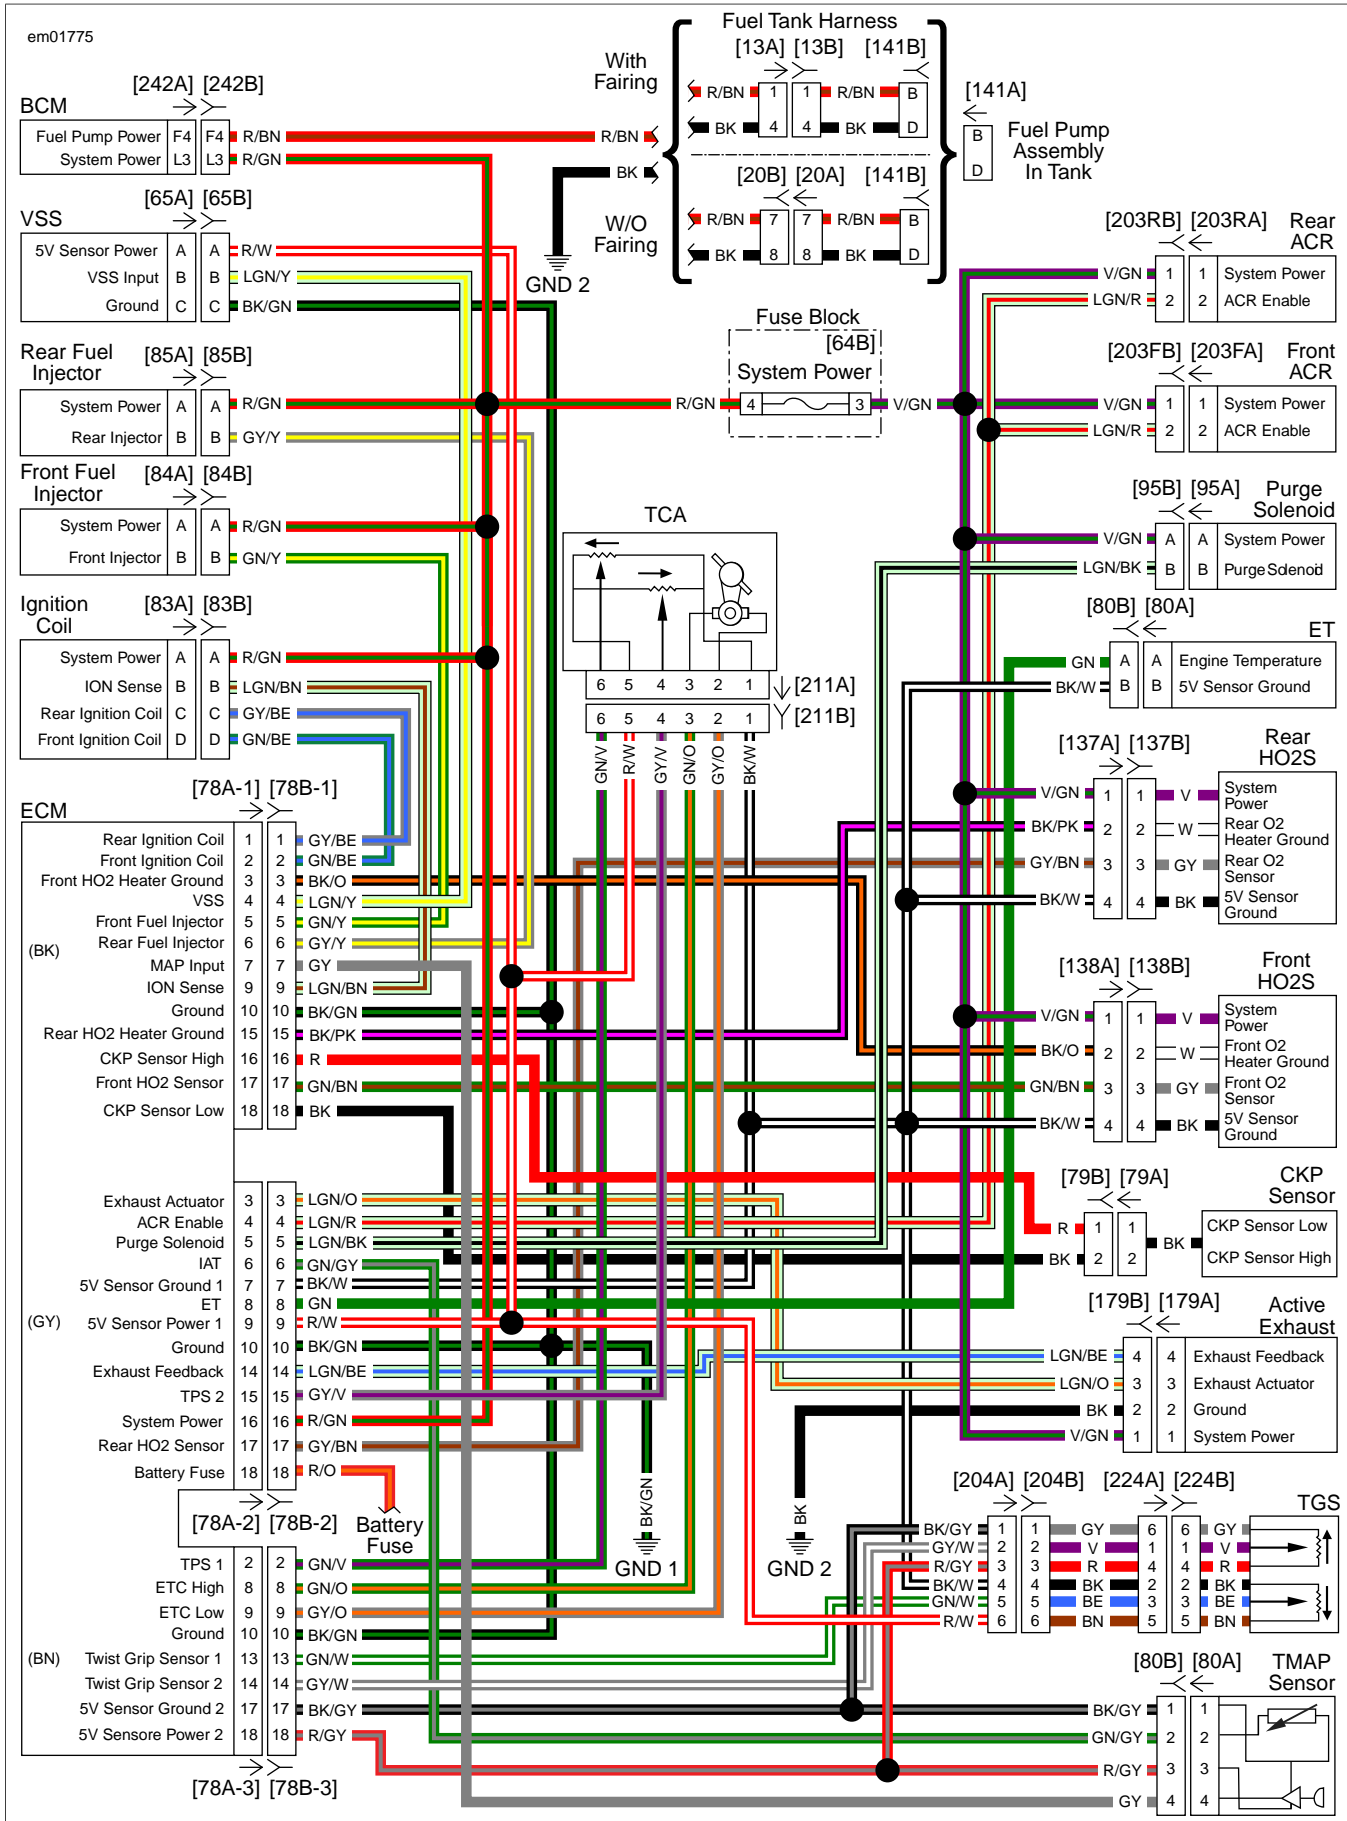 em01775
Fuel Tank Harness
With
Fairing
[13A] [13B] [141B]
R/BN 1 1 R/BN B
BK 4 4 BK D
[20B] [20A] [141B]
W/O
Fairing
R/BN 7 7 R/BN B
BK 8 8 BK D
[141A]
B
D
Fuel Pump
Assembly
In Tank
BCM
[242A] [242B]
Fuel Pump Power F4 F4 R/BN R/BN
System Power L3 L3 R/GN
BK
GND 2
VSS
[65A] [65B]
5V Sensor Power A A R/W
VSS Input B B LGN/Y
Ground C C BK/GN
Rear Fuel
Injector
[85A] [85B]
System Power A A R/GN
Rear Injector B B GY/Y
Front Fuel
Injector
[84A] [84B]
System Power A A R/GN
Front Injector B B GN/Y
Ignition
Coil
[83A] [83B]
System Power A A R/GN
ION Sense B B LGN/BN
Rear Ignition Coil C C GY/BE
Front Ignition Coil D D GN/BE
Fuse Block
[64B]
System Power
R/GN 4 3 V/GN
TCA
6 5 4 3 2 1 [211A]
6 5 4 3 2 1 [211B]
GN/V R/W GY/V GN/O GY/O BK/W
[203RB] [203RA] Rear
ACR
V/GN 1 1 System Power
LGN/R 2 2 ACR Enable
[203FB] [203FA] Front
ACR
V/GN 1 1 System Power
LGN/R 2 2 ACR Enable
[95B] [95A] Purge
Solenoid
V/GN A A System Power
LGN/BK B B Purge Solenoid
[80B] [80A] ET
GN A A Engine Temperature
BK/W B B 5V Sensor Ground
[137A] [137B] Rear
HO2S
V/GN 1 1 V System
Power
BK/PK 2 2 W Rear O2
Heater Ground
GY/BN 3 3 GY Rear O2
Sensor
BK/W 4 4 BK 5V Sensor
Ground
[138A] [138B] Front
HO2S
V/GN 1 1 V System
Power
BK/O 2 2 W Front O2
Heater Ground
GN/BN 3 3 GY Front O2
Sensor
BK/W 4 4 BK 5V Sensor
Ground
[79B] [79A] CKP
Sensor
R 1 1 BK CKP Sensor Low
BK 2 2 CKP Sensor High
[179B] [179A] Active
Exhaust
LGN/BE 4 4 Exhaust Feedback
LGN/O 3 3 Exhaust Actuator
BK 2 2 Ground
V/GN 1 1 System Power
BK
GND 2
ECM
[78A-1] [78B-1]
(BK)
Rear Ignition Coil 1 1 GY/BE
Front Ignition Coil 2 2 GN/BE
Front HO2 Heater Ground 3 3 BK/O
VSS 4 4 LGN/Y
Front Fuel Injector 5 5 GN/Y
Rear Fuel Injector 6 6 GY/Y
MAP Input 7 7 GY
ION Sense 9 9 LGN/BN
Ground 10 10 BK/GN
Rear HO2 Heater Ground 15 15 BK/PK
CKP Sensor High 16 16 R
Front HO2 Sensor 17 17 GN/BN
CKP Sensor Low 18 18 BK
(GY)
Exhaust Actuator 3 3 LGN/O
ACR Enable 4 4 LGN/R
Purge Solenoid 5 5 LGN/BK
IAT 6 6 GN/GY
5V Sensor Ground 1 7 7 BK/W
ET 8 8 GN
5V Sensor Power 1 9 9 R/W
Ground 10 10 BK/GN
Exhaust Feedback 14 14 LGN/BE
TPS 2 15 15 GY/V
System Power 16 16 R/GN
Rear HO2 Sensor 17 17 GY/BN
Battery Fuse 18 18 R/O
[78A-2] [78B-2]
Battery
Fuse
BK/GN
GND 1
(BN)
TPS 1 2 2 GN/V
ETC High 8 8 GN/O
ETC Low 9 9 GY/O
Ground 10 10 BK/GN
Twist Grip Sensor 1 13 13 GN/W
Twist Grip Sensor 2 14 14 GY/W
5V Sensor Ground 2 17 17 BK/GY
5V Sensore Power 2 18 18 R/GY
[78A-3] [78B-3]
[204A] [204B] [224A] [224B] TGS
BK/GY 1 1 GY 6 6 GY
GY/W 2 2 V 1 1 V
R/GY 3 3 R 4 4 R
BK/W 4 4 BK 2 2 BK
GN/W 5 5 BE 3 3 BE
R/W 6 6 BN 5 5 BN
[80B] [80A] TMAP
Sensor
BK/GY 1 1
GN/GY 2 2
R/GY 3 3
GY 4 4